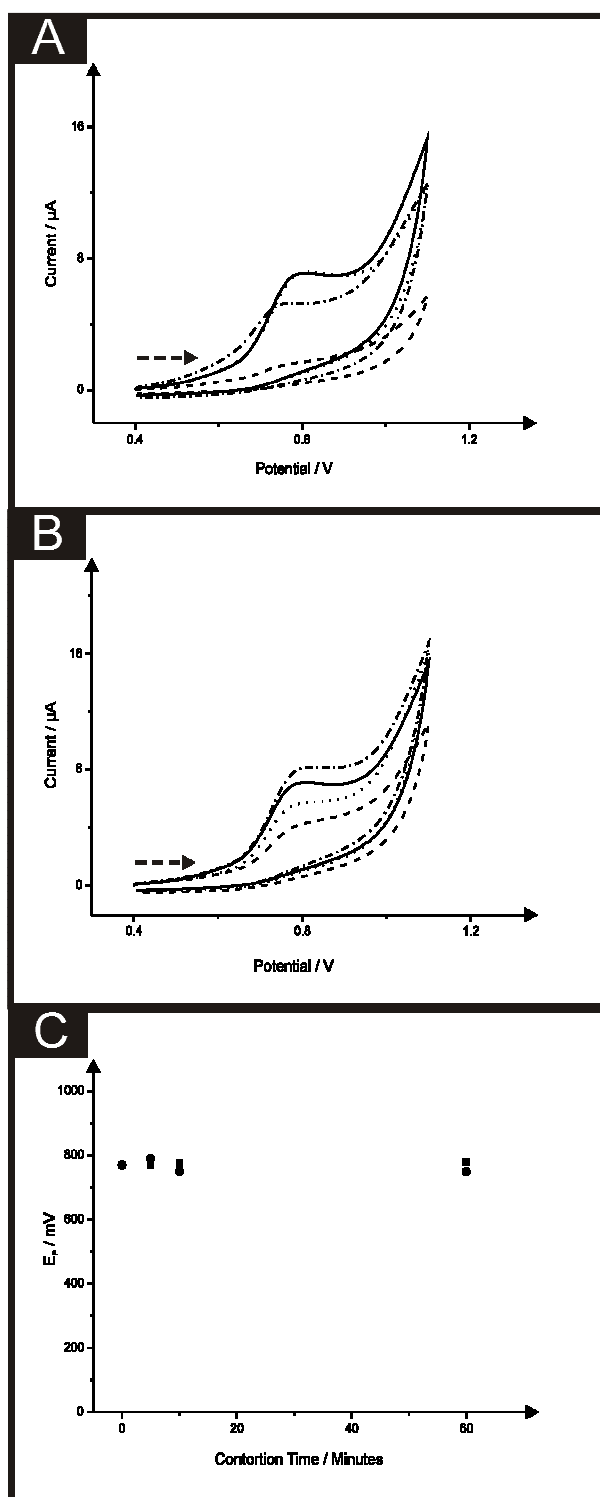 A
16
8
0
Current / µA
0.4
0.8
1.2
Potential / V
B
16
8
0
Current / µA
0.4
0.8
1.2
Potential / V
C
1000
800
600
400
200
0
Eₚ / mV
0
20
40
60
Contortion Time / Minutes